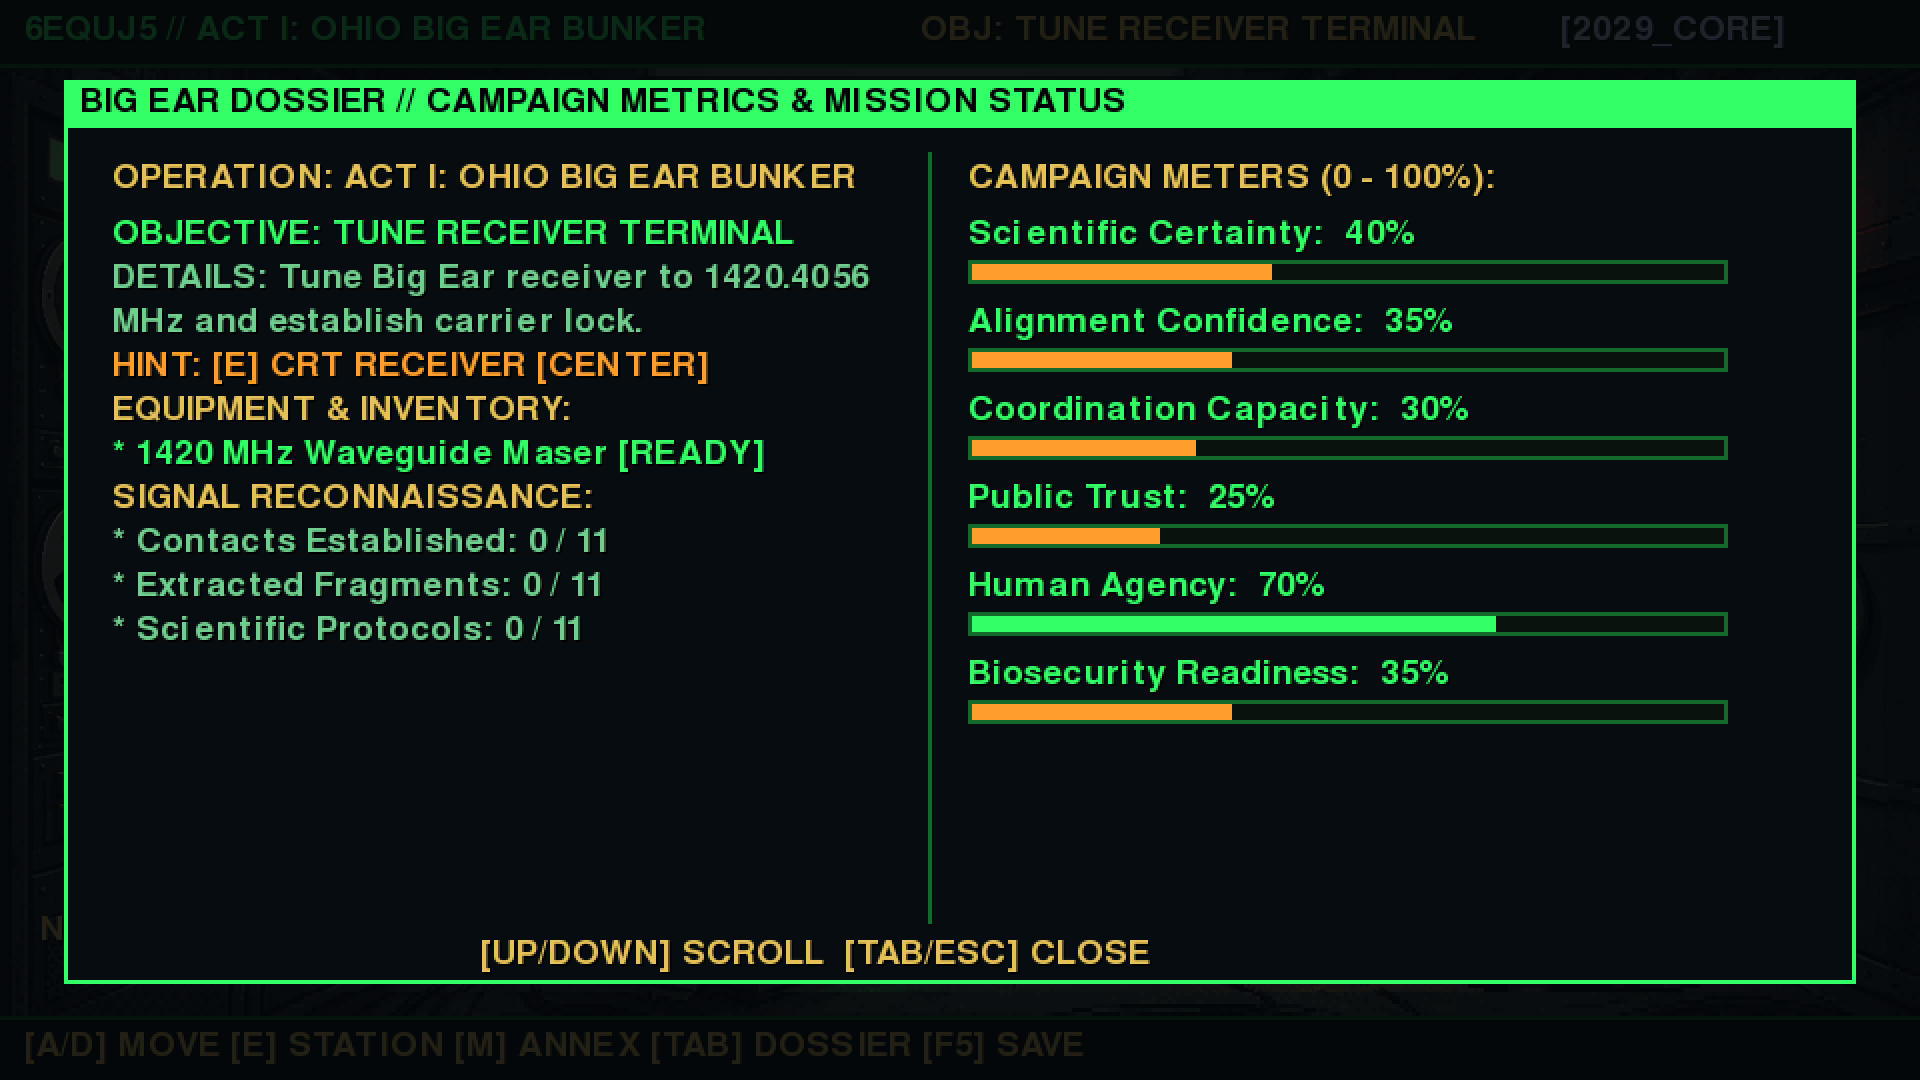 6EQUJ5 // ACT I: OHIO BIG EAR BUNKER
OBJ: TUNE RECEIVER TERMINAL
[2029_CORE]
BIG EAR DOSSIER // CAMPAIGN METRICS & MISSION STATUS
OPERATION: ACT I: OHIO BIG EAR BUNKER
OBJECTIVE: TUNE RECEIVER TERMINAL
DETAILS: Tune Big Ear receiver to 1420.4056
MHz and establish carrier lock.
HINT: [E] CRT RECEIVER [CENTER]
EQUIPMENT & INVENTORY:
* 1420 MHz Waveguide Maser [READY]
SIGNAL RECONNAISSANCE:
* Contacts Established: 0 / 11
* Extracted Fragments: 0 / 11
* Scientific Protocols: 0 / 11
CAMPAIGN METERS (0 - 100%):
Scientific Certainty: 40%
Alignment Confidence: 35%
Coordination Capacity: 30%
Public Trust: 25%
Human Agency: 70%
Biosecurity Readiness: 35%
[UP/DOWN] SCROLL [TAB/ESC] CLOSE
[A/D] MOVE [E] STATION [M] ANNEX [TAB] DOSSIER [F5] SAVE